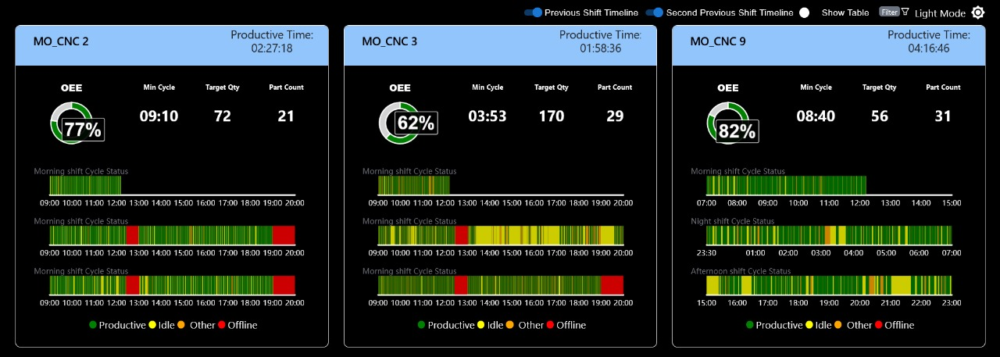 Previous Shift Timeline Second Previous Shift Timeline Show Table Filter Light Mode
MO_CNC 2 Productive Time:
02:27:18
OEE Min Cycle Target Qty Part Count
77% 09:10 72 21
Morning shift Cycle Status
09:00 10:00 11:00 12:00 13:00 14:00 15:00 16:00 17:00 18:00 19:00 20:00
Morning shift Cycle Status
09:00 10:00 11:00 12:00 13:00 14:00 15:00 16:00 17:00 18:00 19:00 20:00
Morning shift Cycle Status
09:00 10:00 11:00 12:00 13:00 14:00 15:00 16:00 17:00 18:00 19:00 20:00
Productive Idle Other Offline
MO_CNC 3 Productive Time:
01:58:36
OEE Min Cycle Target Qty Part Count
62% 03:53 170 29
Morning shift Cycle Status
09:00 10:00 11:00 12:00 13:00 14:00 15:00 16:00 17:00 18:00 19:00 20:00
Morning shift Cycle Status
09:00 10:00 11:00 12:00 13:00 14:00 15:00 16:00 17:00 18:00 19:00 20:00
Morning shift Cycle Status
09:00 10:00 11:00 12:00 13:00 14:00 15:00 16:00 17:00 18:00 19:00 20:00
Productive Idle Other Offline
MO_CNC 9 Productive Time:
04:16:46
OEE Min Cycle Target Qty Part Count
82% 08:40 56 31
Morning shift Cycle Status
07:00 08:00 09:00 10:00 11:00 12:00 13:00 14:00 15:00
Night shift Cycle Status
23:30 01:00 02:00 03:00 04:00 05:00 06:00 07:00
Afternoon shift Cycle Status
15:00 16:00 17:00 18:00 19:00 20:00 21:00 22:00 23:00
Productive Idle Other Offline